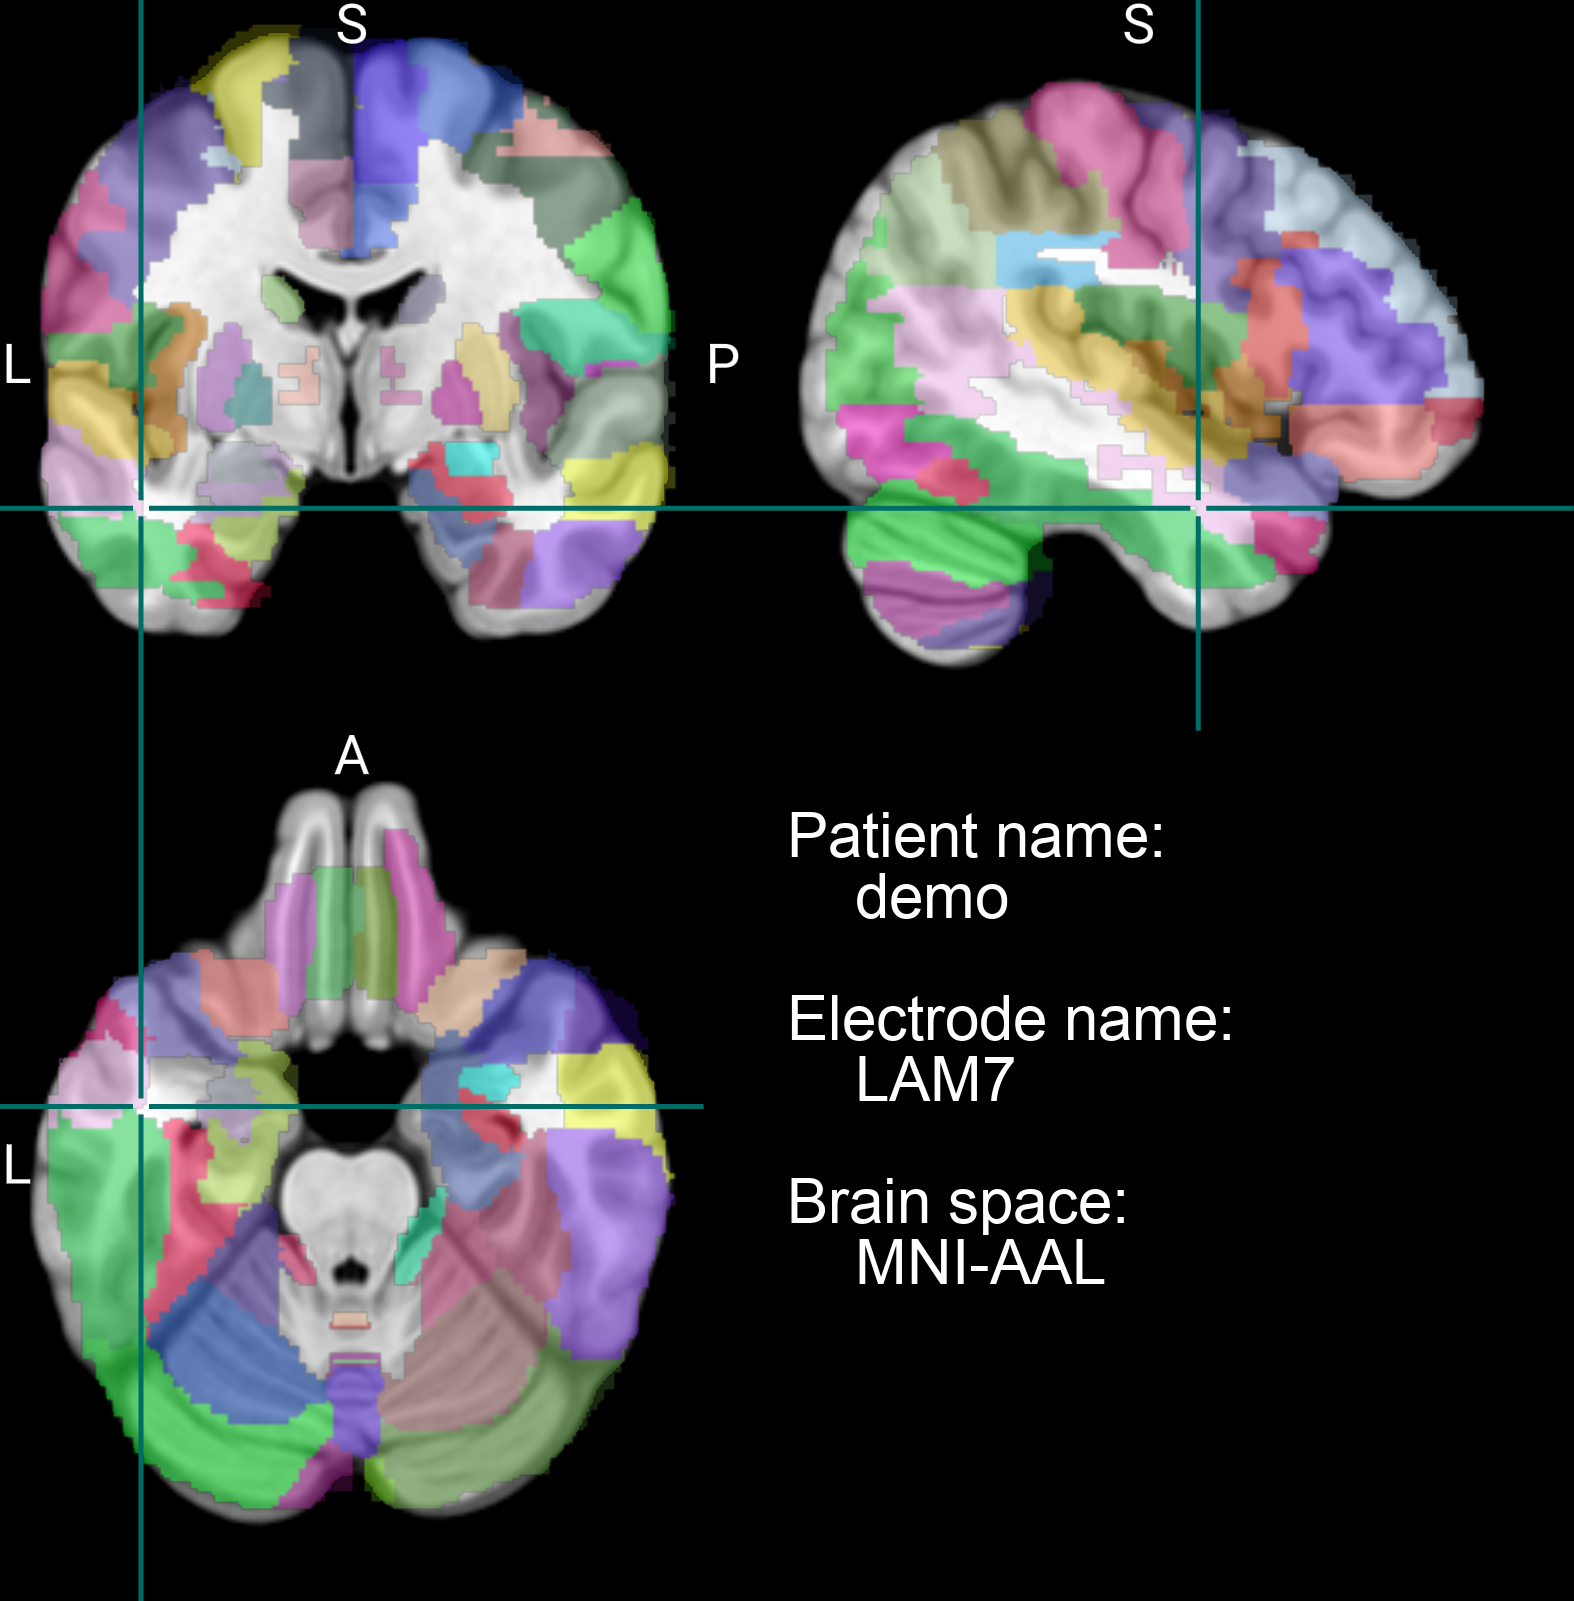 S
S
L
P
A
L
Patient name:
demo
Electrode name:
LAM7
Brain space:
MNI-AAL